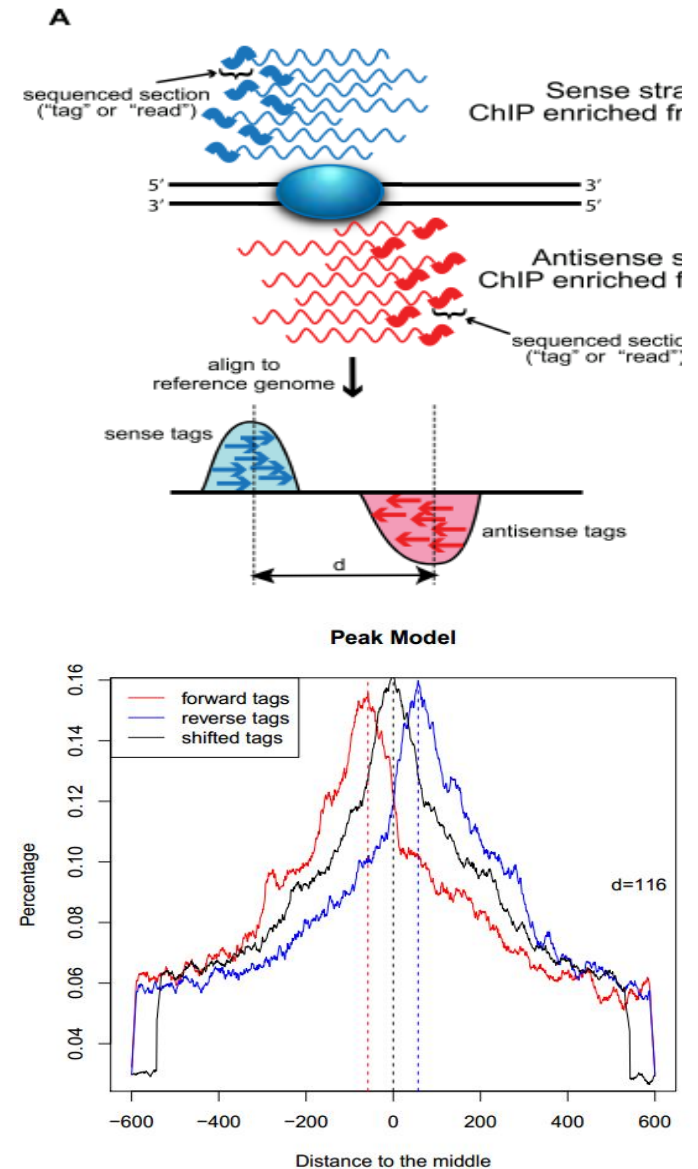 A
sequenced section
("tag" or "read")
Sense stra
ChIP enriched fr
5' 3'
3' 5'
Antisense s
ChIP enriched f
sequenced sectio
("tag" or "read")
align to
reference genome
sense tags
antisense tags
d
Peak Model
forward tags
reverse tags
shifted tags
d=116
Percentage
0.16
0.14
0.12
0.10
0.08
0.06
0.04
−600 −400 −200 0 200 400 600
Distance to the middle